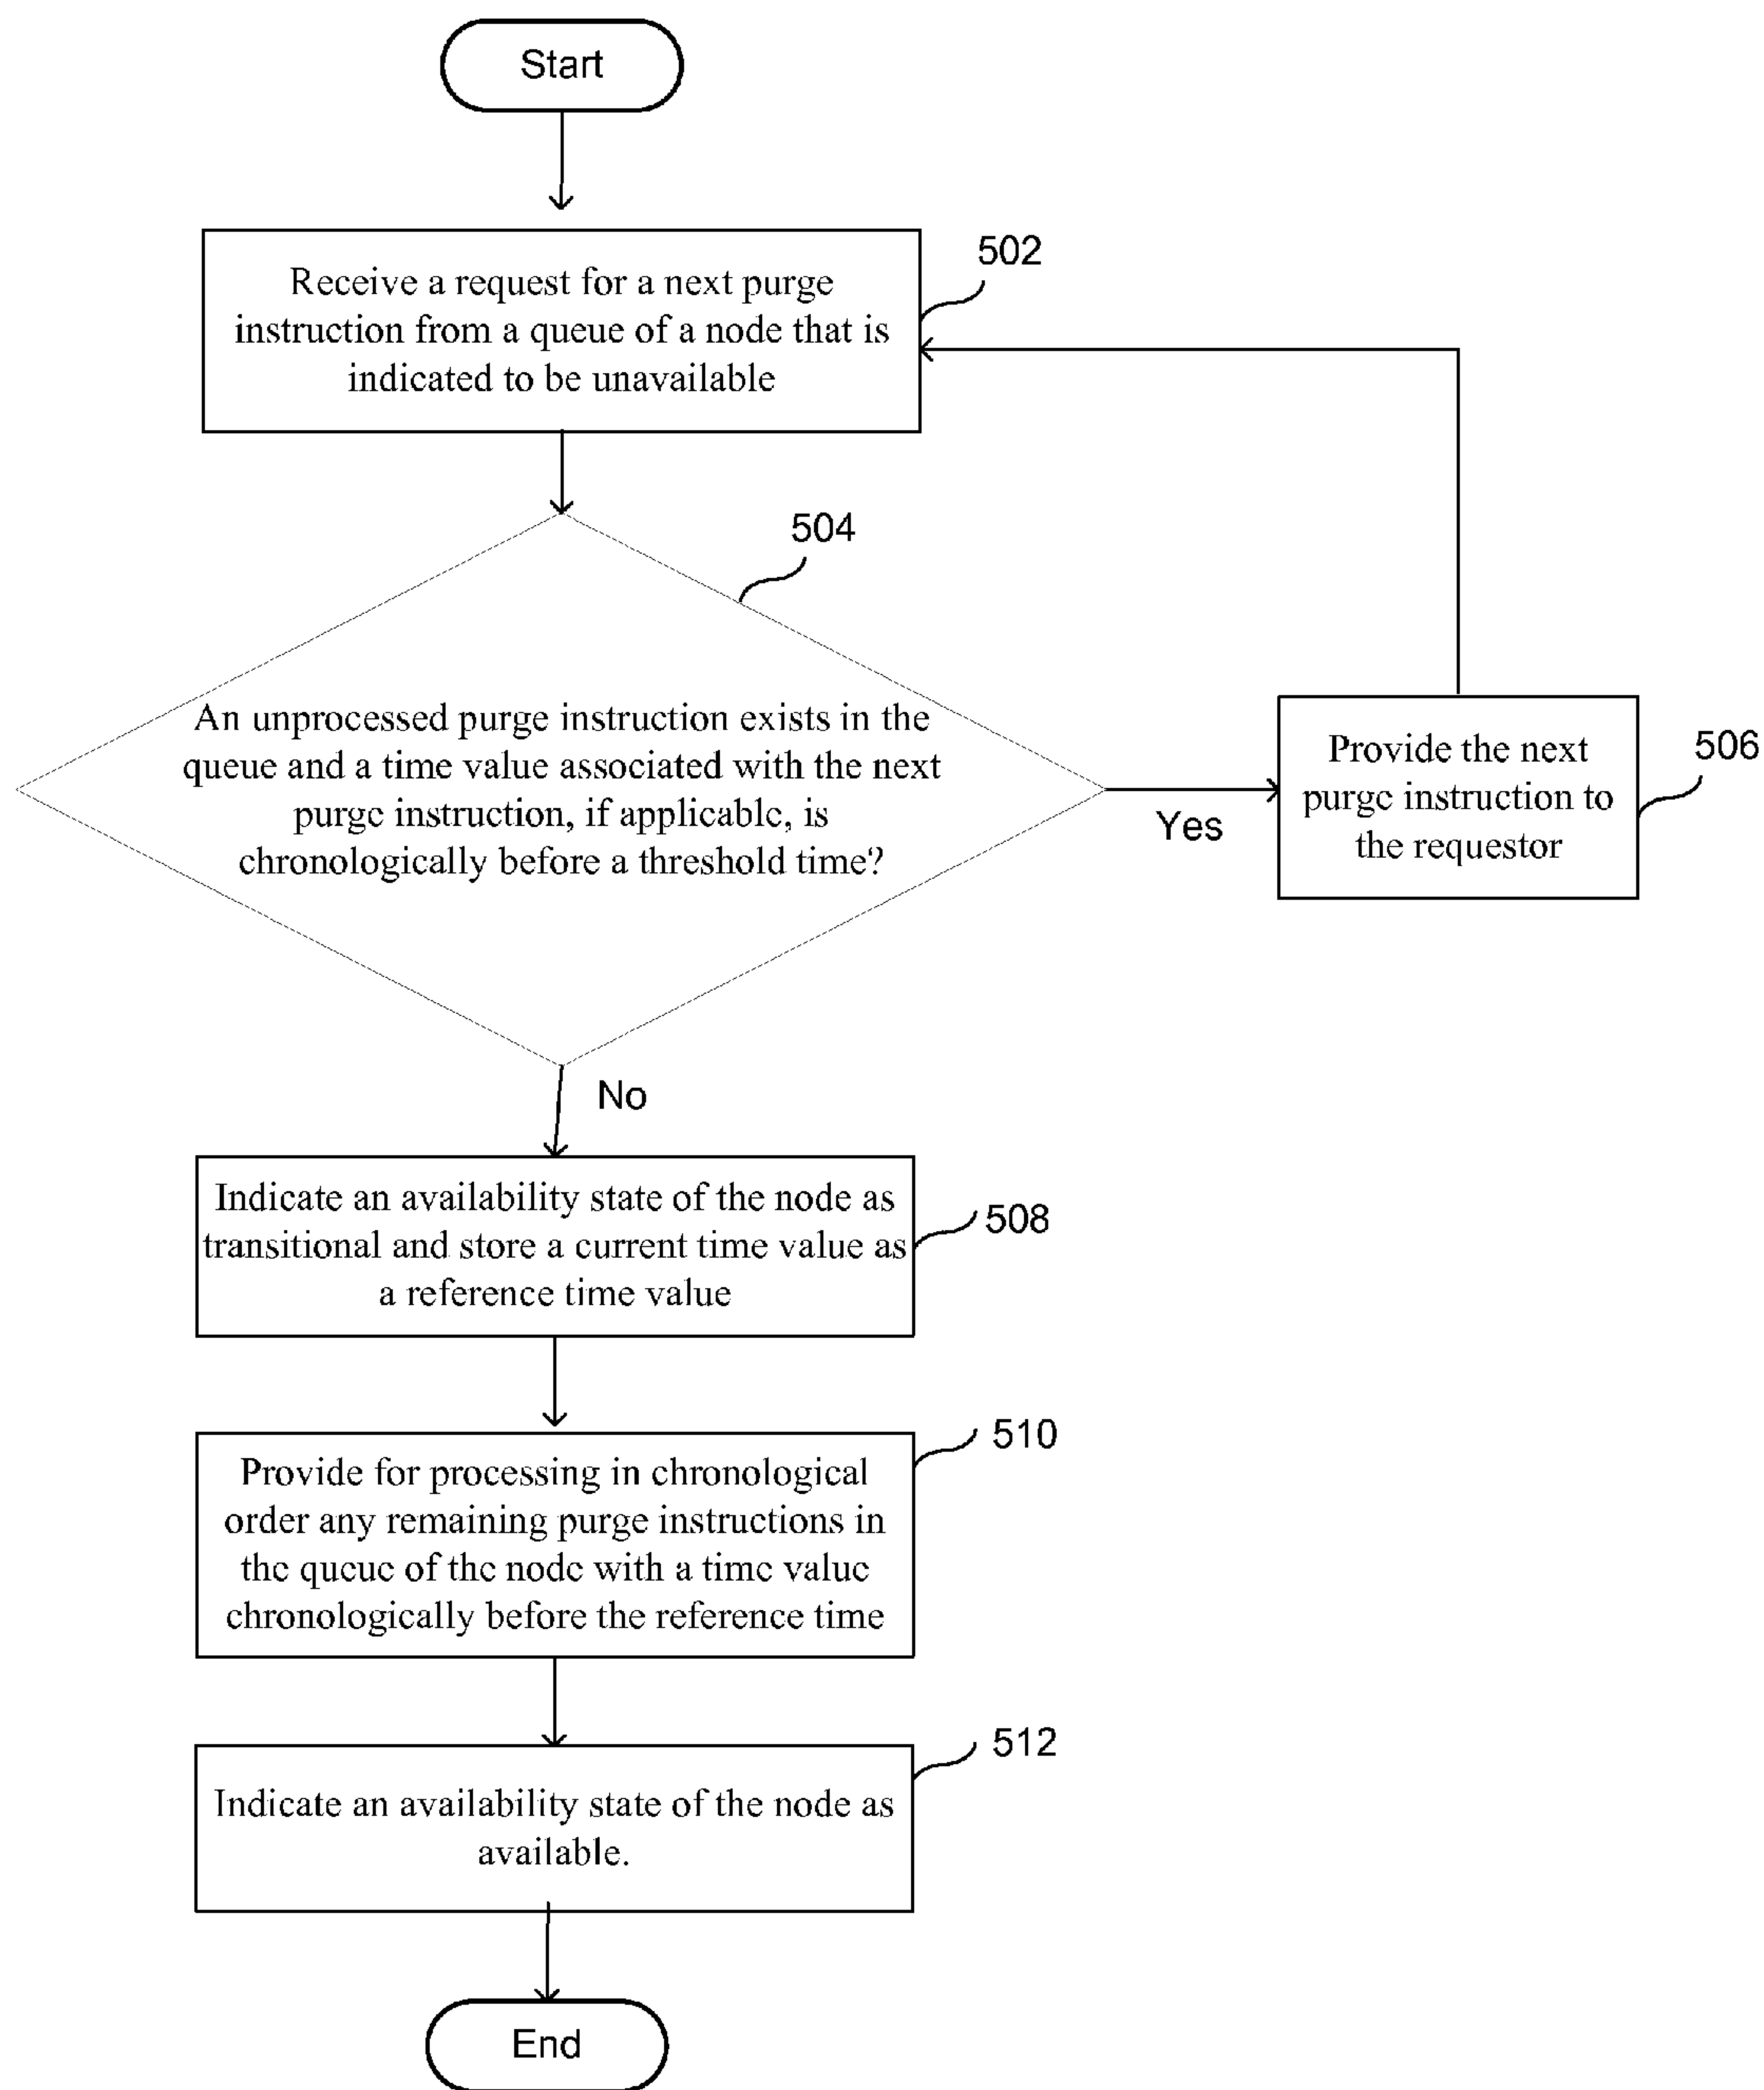 Start
502
Receive a request for a next purge
instruction from a queue of a node that is
indicated to be unavailable
504
An unprocessed purge instruction exists in the
queue and a time value associated with the next
purge instruction, if applicable, is
chronologically before a threshold time?
Yes
506
Provide the next
purge instruction to
the requestor
No
Indicate an availability state of the node as
transitional and store a current time value as
a reference time value
508
510
Provide for processing in chronological
order any remaining purge instructions in
the queue of the node with a time value
chronologically before the reference time
512
Indicate an availability state of the node as
available.
End